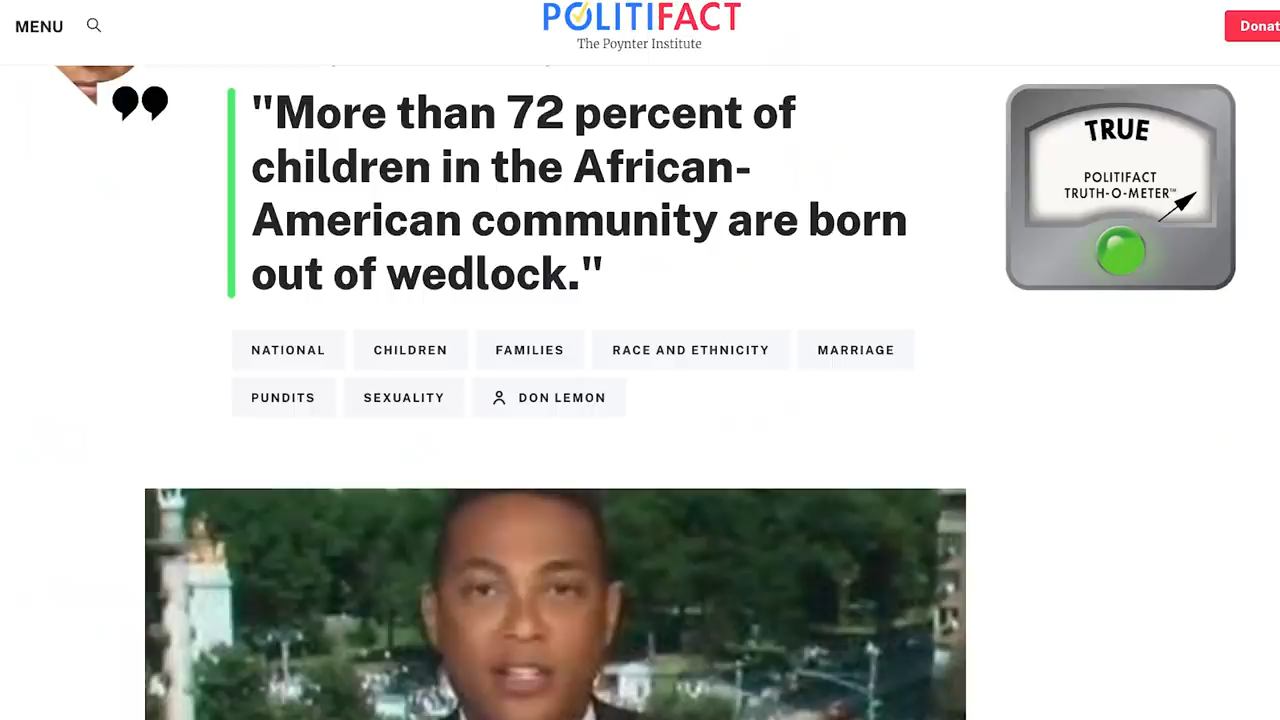 MENU
POLITIFACT
The Poynter Institute
Donat
"More than 72 percent of
children in the African-
American community are born
out of wedlock."
TRUE
POLITIFACT
TRUTH-O-METER™
NATIONAL CHILDREN FAMILIES RACE AND ETHNICITY MARRIAGE
PUNDITS SEXUALITY DON LEMON